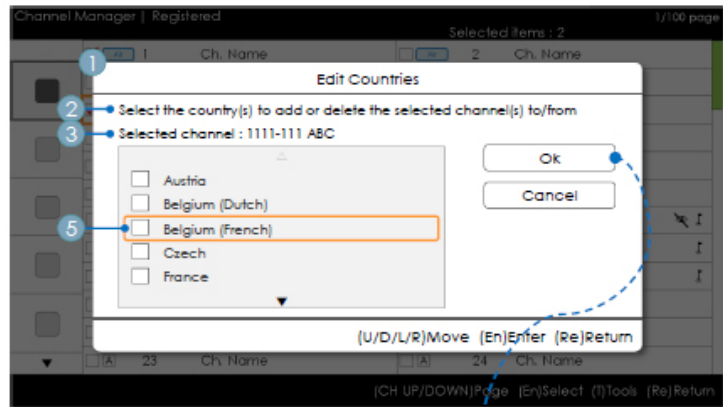 Channel Manager | Registered
1/100 page
Selected items : 2
1 Ch. Name
2 Ch. Name
1
Edit Countries
2 Select the country(s) to add or delete the selected channel(s) to/from
3 Selected channel : 1111-111 ABC
Ok
Austria
Cancel
Belgium (Dutch)
5 Belgium (French)
Czech
France
(U/D/L/R)Move (En)Enter (Re)Return
A 23 Ch. Name
A 24 Ch. Name
(CH UP/DOWN)Page (En)Select (T)Tools (Re)Return